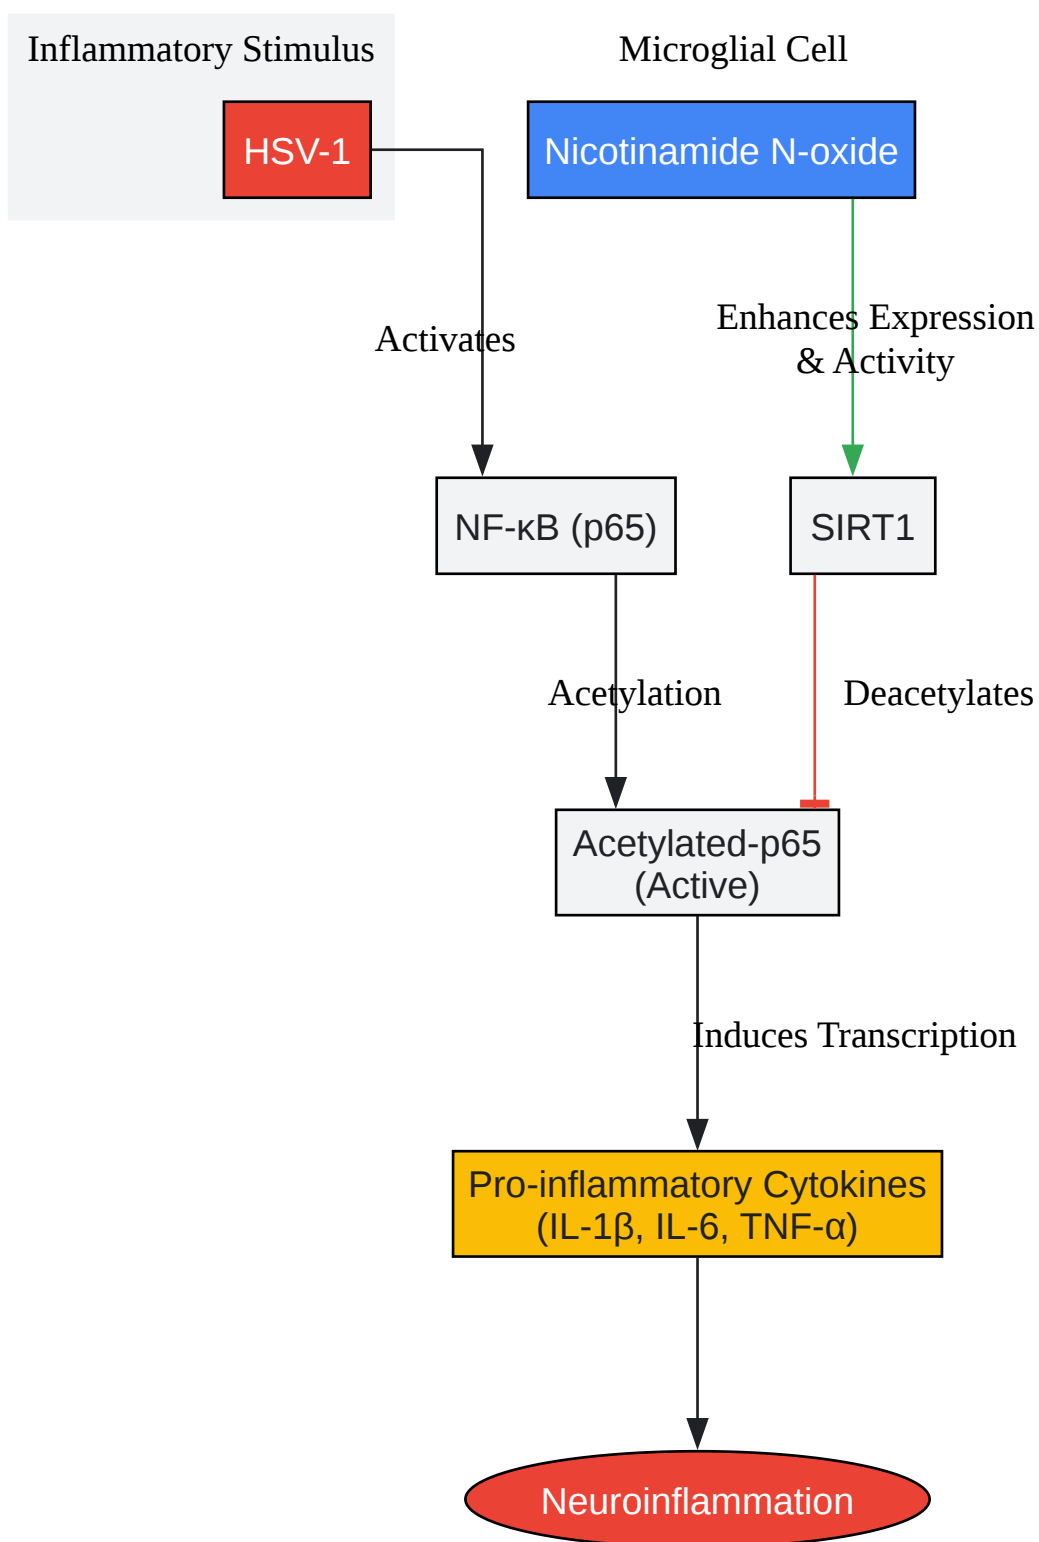 Inflammatory Stimulus
Microglial Cell
HSV-1
Nicotinamide N-oxide
Activates
Enhances Expression
& Activity
NF-κB (p65)
SIRT1
Acetylation
Deacetylates
Acetylated-p65
(Active)
Induces Transcription
Pro-inflammatory Cytokines
(IL-1β, IL-6, TNF-α)
Neuroinflammation